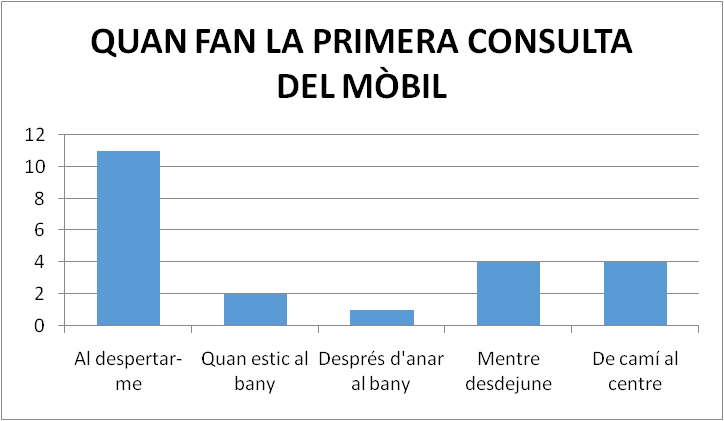 QUAN FAN LA PRIMERA CONSULTA
DEL MÒBIL
12
10
8
6
4
2
0
Al despertar-
me
Quan estic al
bany
Després d'anar
al bany
Mentre
desdejune
De camí al
centre